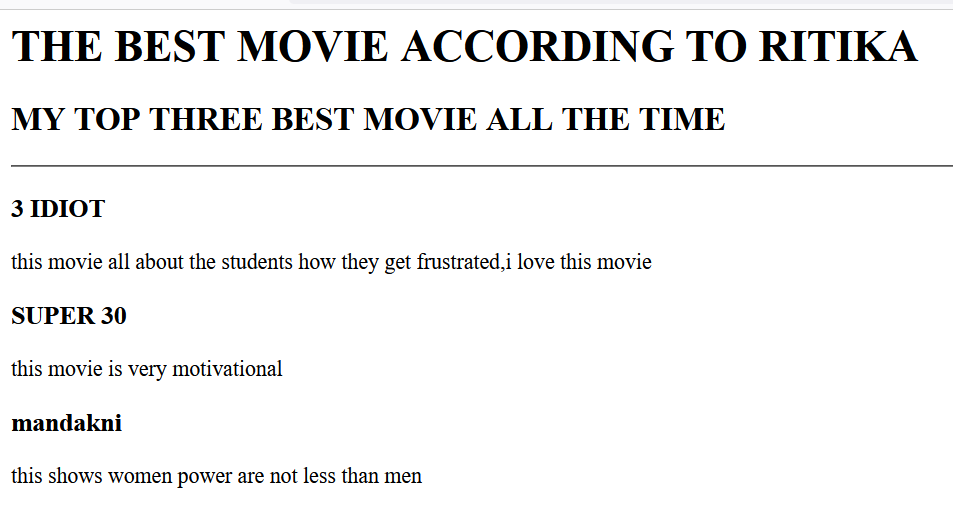 THE BEST MOVIE ACCORDING TO RITIKA
MY TOP THREE BEST MOVIE ALL THE TIME
3 IDIOT
this movie all about the students how they get frustrated,i love this movie
SUPER 30
this movie is very motivational
mandakni
this shows women power are not less than men